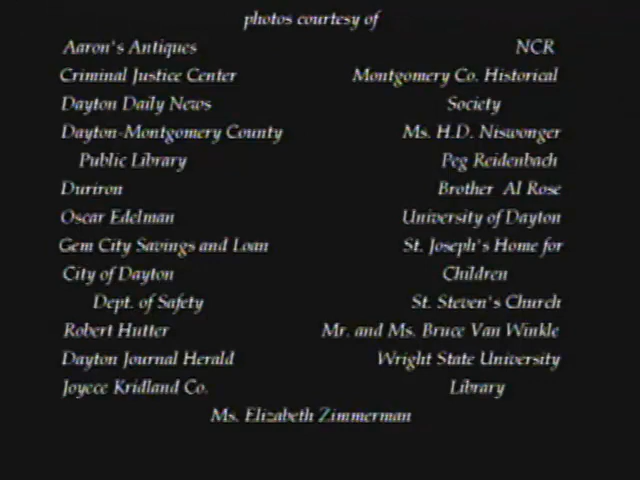 photos courtesy of
Aaron's Antiques
Criminal Justice Center
Dayton Daily News
Dayton-Montgomery County
Public Library
Duriron
Oscar Edelman
Gem City Savings and Loan
City of Dayton
Dept. of Safety
Robert Hutter
Dayton Journal Herald
Joyece Kridland Co.
NCR
Montgomery Co. Historical
Society
Ms. H.D. Niswonger
Peg Reidenbach
Brother Al Rose
University of Dayton
St. Joseph's Home for
Children
St. Steven's Church
Mr. and Ms. Bruce Van Winkle
Wright State University
Library
Ms. Elizabeth Zimmerman